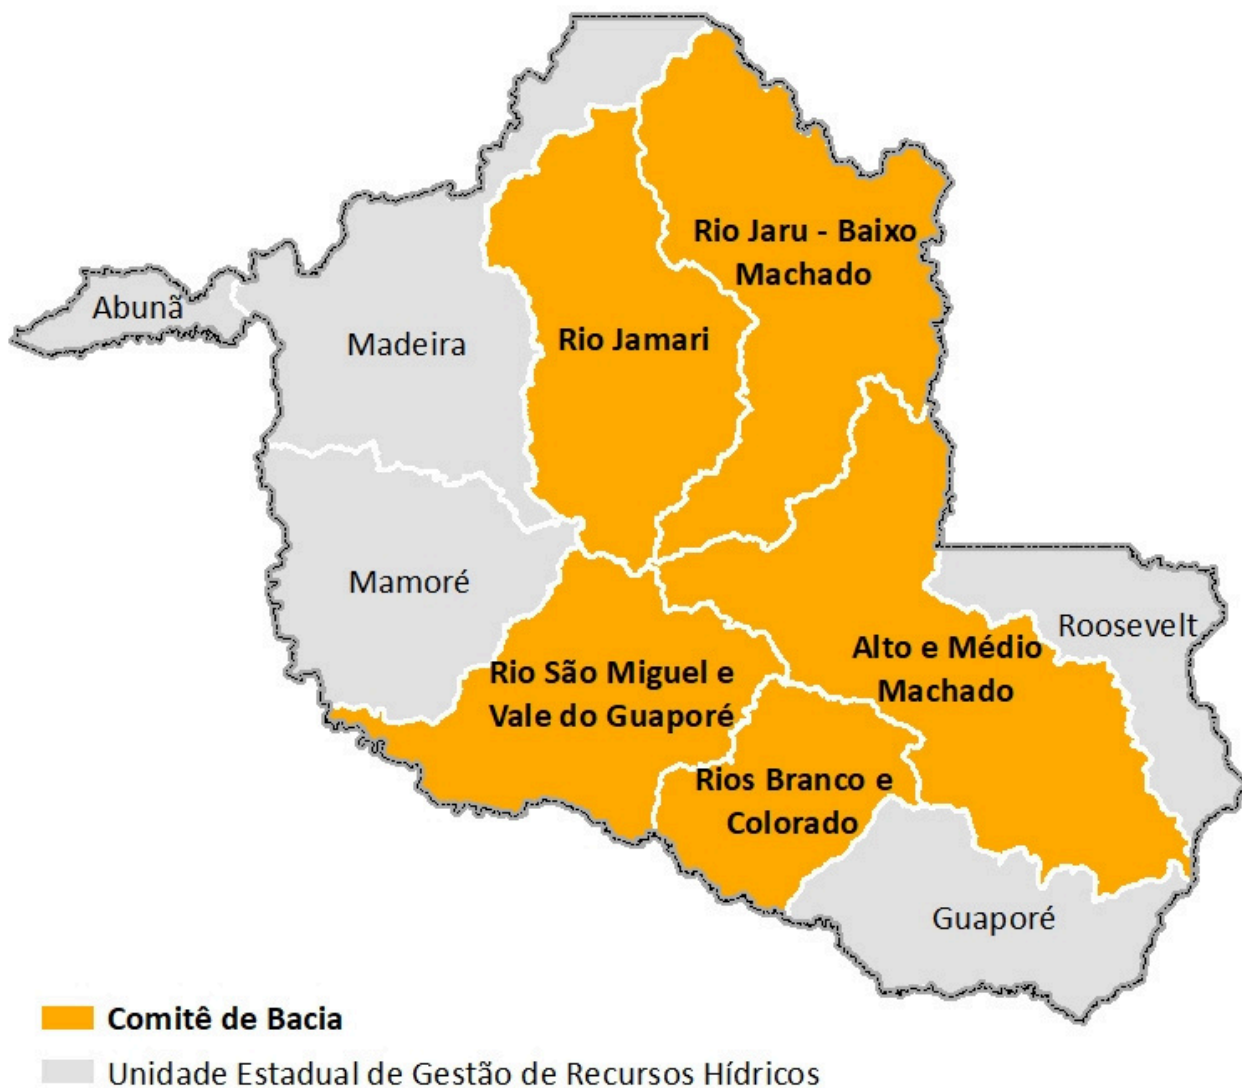 Rio Jaru - Baixo
Machado
Abunã
Madeira
Rio Jamari
Mamoré
Roosevelt
Alto e Médio
Machado
Rio São Miguel e
Vale do Guaporé
Rios Branco e
Colorado
Guaporé
Comitê de Bacia
Unidade Estadual de Gestão de Recursos Hídricos